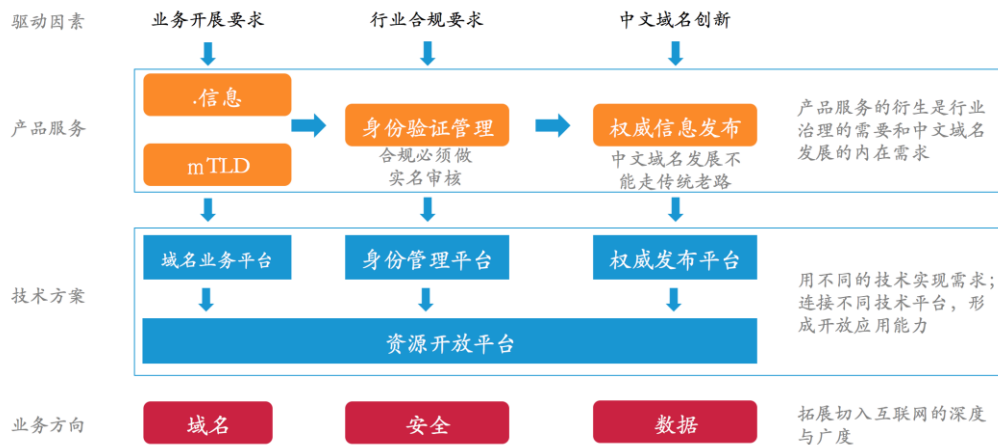 驱动因素
业务开展要求
行业合规要求
中文域名创新
产品服务
.信息
mTLD
身份验证管理
合规必须做
实名审核
权威信息发布
中文域名发展不
能走传统老路
产品服务的衍生是行业
治理的需要和中文域名
发展的内在需求
技术方案
域名业务平台
身份管理平台
权威发布平台
资源开放平台
用不同的技术实现需求；
连接不同技术平台，形
成开放应用能力
业务方向
域名
安全
数据
拓展切入互联网的深度
与广度